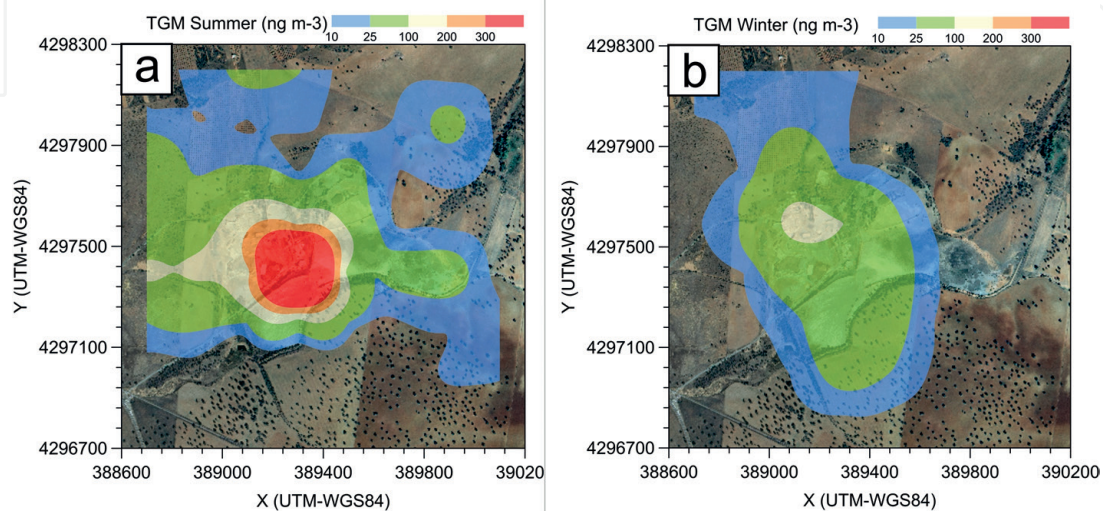 TGM Summer (ng m-3)
10 25 100 200 300
4298300
4297900
4297500
4297100
4296700
Y (UTM-WGS84)
a
388600 389000 389400 389800 39020
X (UTM-WGS84)
TGM Winter (ng m-3)
10 25 100 200 300
4298300
4297900
4297500
4297100
4296700
Y (UTM-WGS84)
b
388600 389000 389400 389800 390200
X (UTM-WGS84)